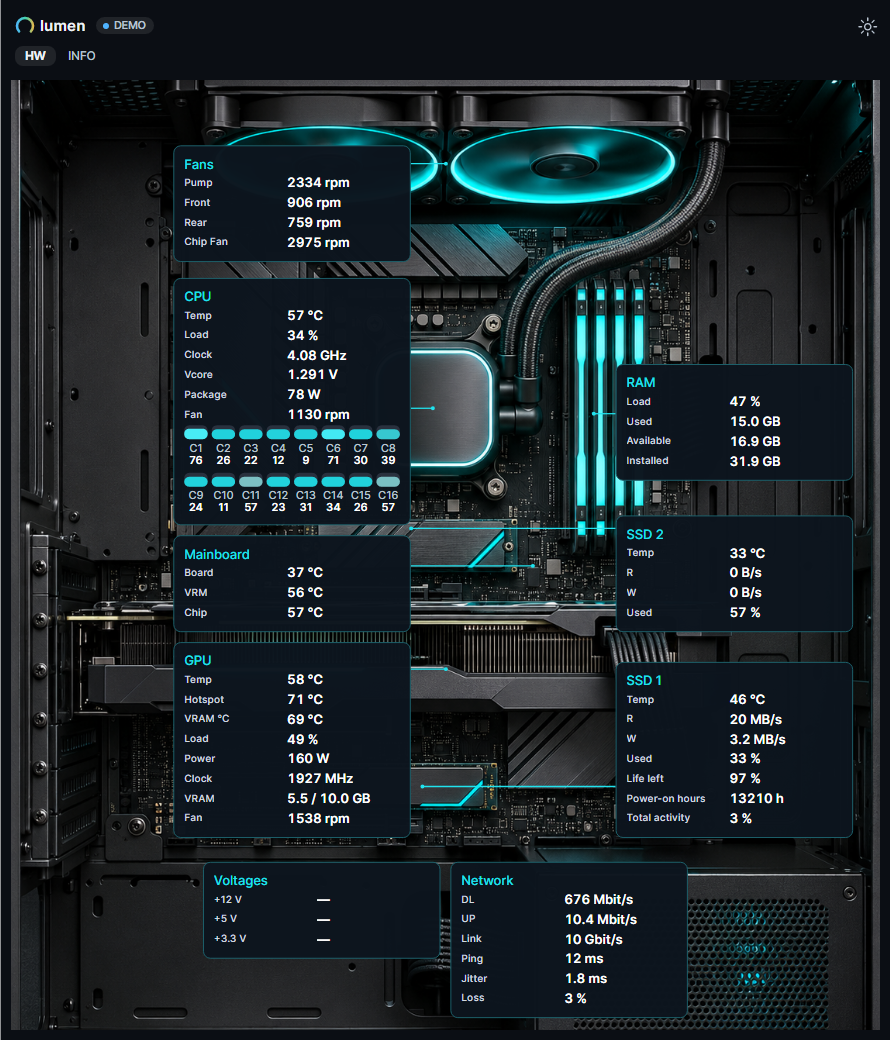 lumen DEMO
HW INFO
Fans
Pump 2334 rpm
Front 906 rpm
Rear 759 rpm
Chip Fan 2975 rpm
CPU
Temp 57 °C
Load 34 %
Clock 4.08 GHz
Vcore 1.291 V
Package 78 W
Fan 1130 rpm
C1 C2 C3 C4 C5 C6 C7 C8
76 26 22 12 9 71 30 39
C9 C10 C11 C12 C13 C14 C15 C16
24 11 57 23 31 34 26 57
RAM
Load 47 %
Used 15.0 GB
Available 16.9 GB
Installed 31.9 GB
Mainboard
Board 37 °C
VRM 56 °C
Chip 57 °C
SSD 2
Temp 33 °C
R 0 B/s
W 0 B/s
Used 57 %
GPU
Temp 58 °C
Hotspot 71 °C
VRAM °C 69 °C
Load 49 %
Power 160 W
Clock 1927 MHz
VRAM 5.5 / 10.0 GB
Fan 1538 rpm
SSD 1
Temp 46 °C
R 20 MB/s
W 3.2 MB/s
Used 33 %
Life left 97 %
Power-on hours 13210 h
Total activity 3 %
Voltages
+12 V —
+5 V —
+3.3 V —
Network
DL 676 Mbit/s
UP 10.4 Mbit/s
Link 10 Gbit/s
Ping 12 ms
Jitter 1.8 ms
Loss 3 %